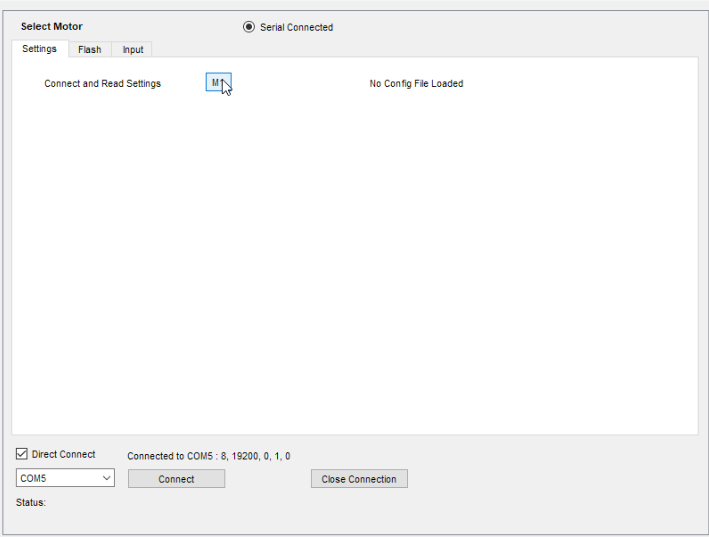 Select Motor Serial Connected
Settings Flash Input
Connect and Read Settings M1 No Config File Loaded
Direct Connect Connected to COM5 : 8, 19200, 0, 1, 0
COM5 Connect Close Connection
Status: